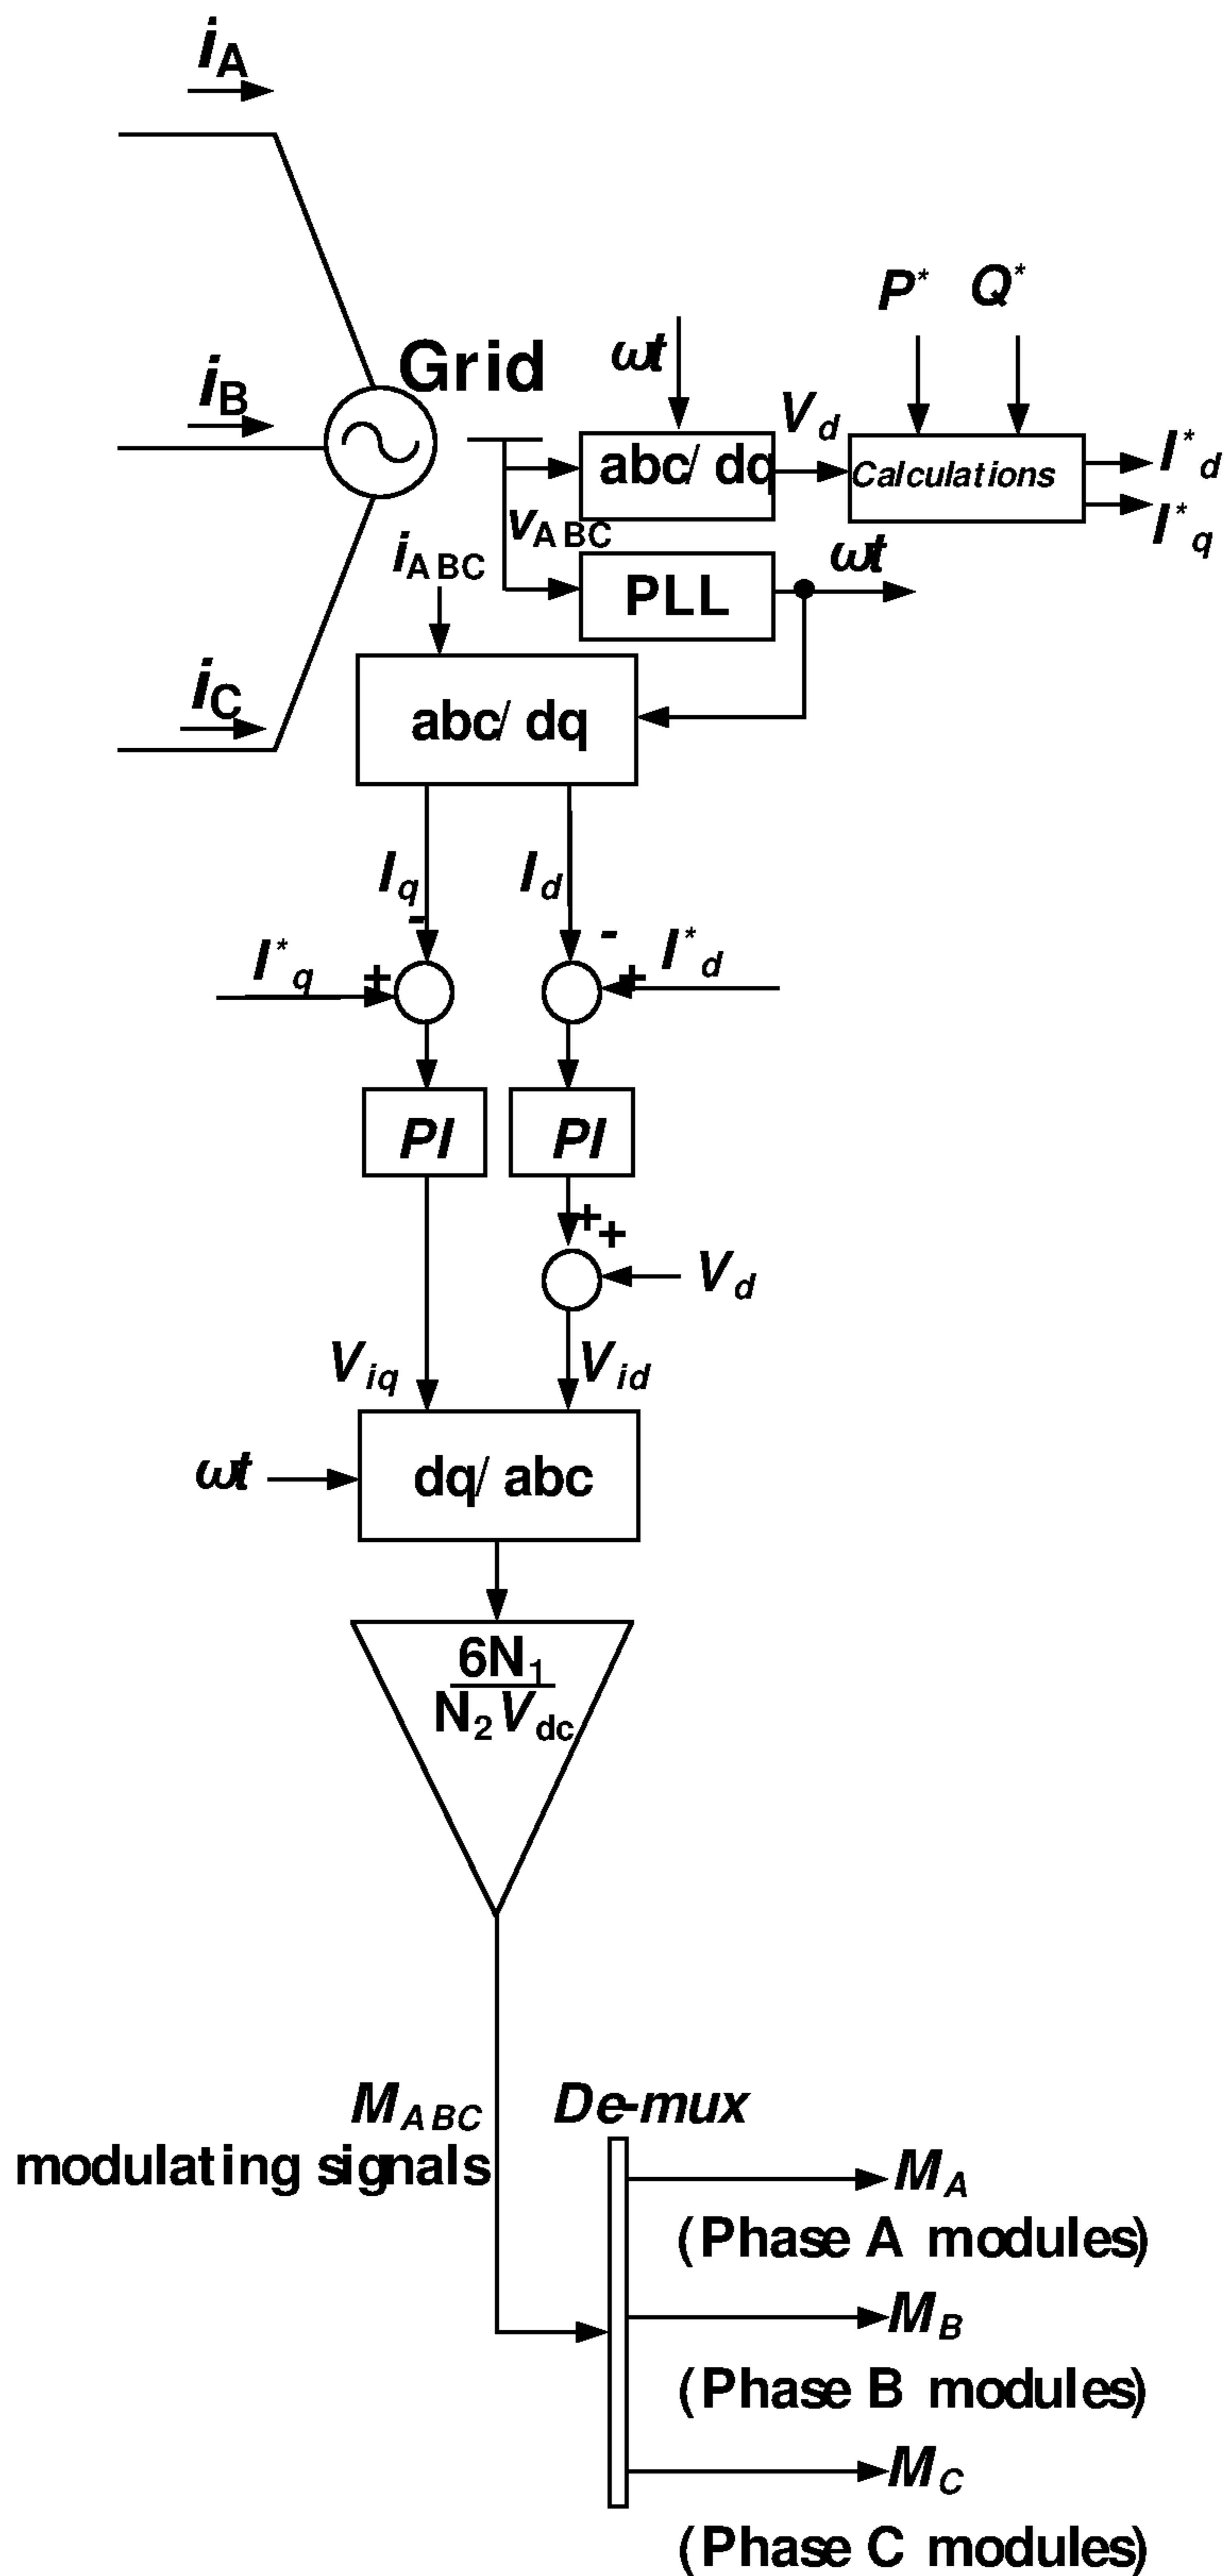 iA
iB
iC
Grid
ωt
P*
Q*
abc/ dq
Vd
Calculations
I*d
I*q
vABC
PLL
ωt
iABC
abc/ dq
Iq
Id
-
-
I*q
+
+
I*d
PI
PI
+
+
Vd
Viq
Vid
ωt
dq/ abc
6N1
N2 Vdc
MABC
modulating signals
De-mux
MA
(Phase A modules)
MB
(Phase B modules)
MC
(Phase C modules)